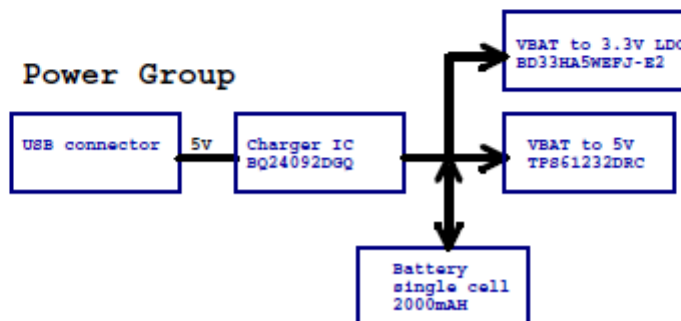 Power Group
USB connector
5V
Charger IC
BQ24092DGQ
VBAT to 3.3V LDO
BD33HA5WEFJ-E2
VBAT to 5V
TPS61232DRC
Battery
single cell
2000mAH